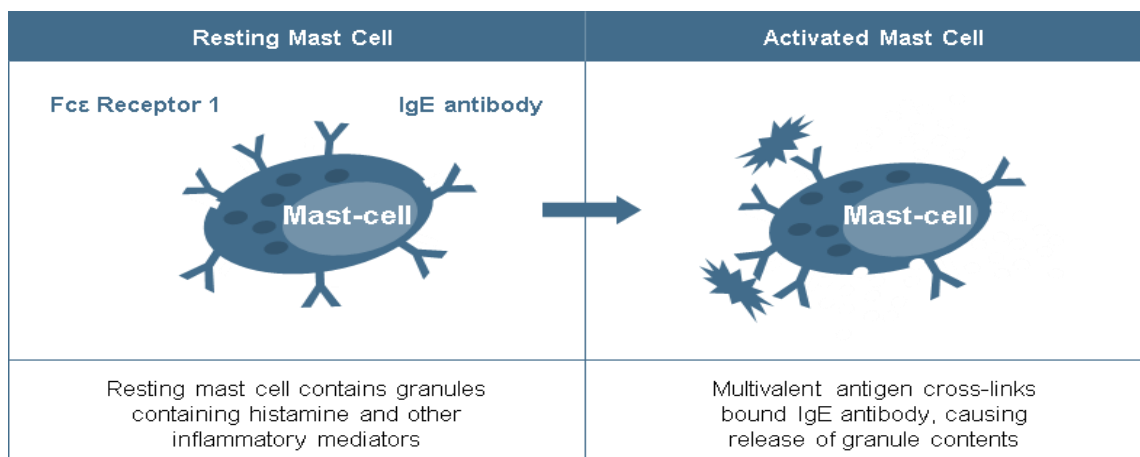 Resting Mast Cell
Activated Mast Cell
Fcε Receptor 1
IgE antibody
Mast-cell
Mast-cell
Resting mast cell contains granules
containing histamine and other
inflammatory mediators
Multivalent antigen cross-links
bound IgE antibody, causing
release of granule contents